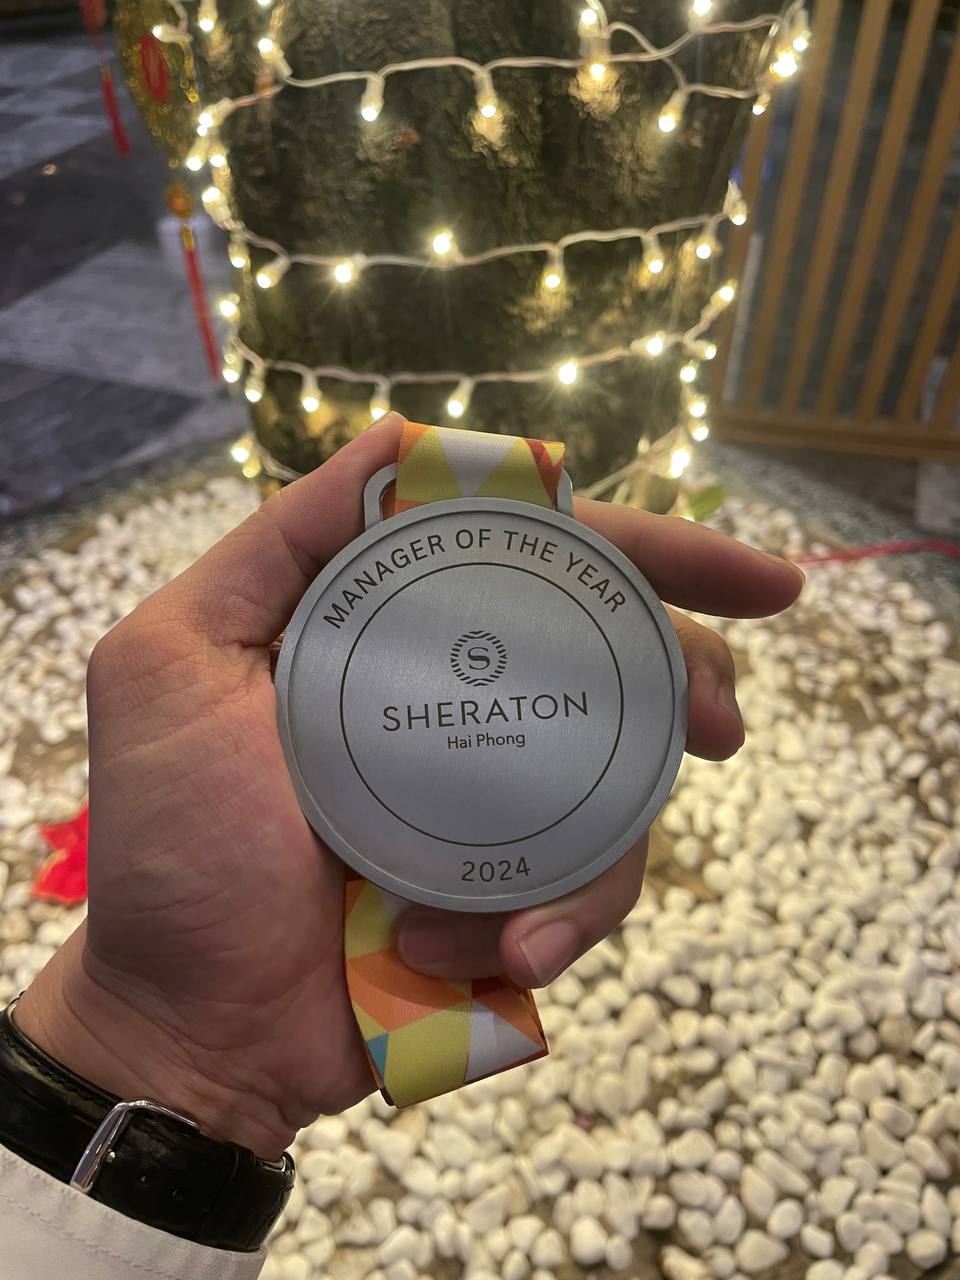 MANAGER OF THE YEAR
S
SHERATON
Hai Phong
2024